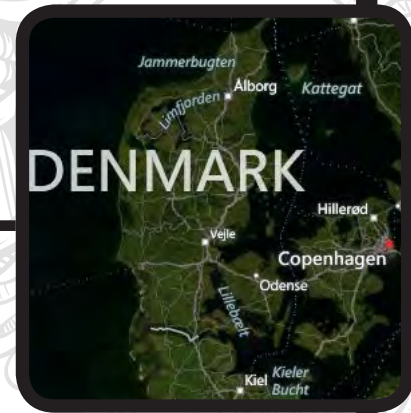 Jammerbugten
Ålborg
Limfjorden
Kattegat
DENMARK
Hillerød
Vejle
Copenhagen
Odense
Lillebælt
Kiel
Kieler
Bucht